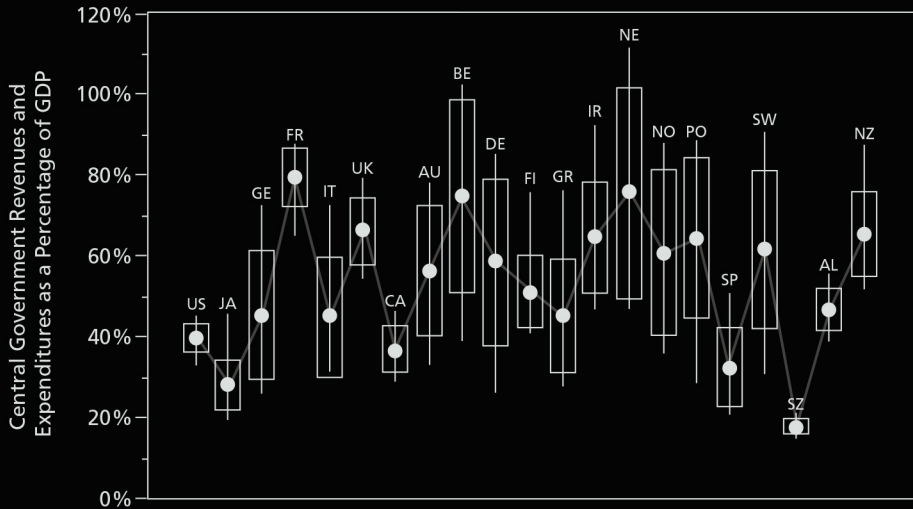 Central Government Revenues and
Expenditures as a Percentage of GDP
120%
100%
80%
60%
40%
20%
0%
US
JA
GE
FR
IT
UK
CA
AU
BE
DE
FI
GR
IR
NE
NO
PO
SP
SW
SZ
AL
NZ